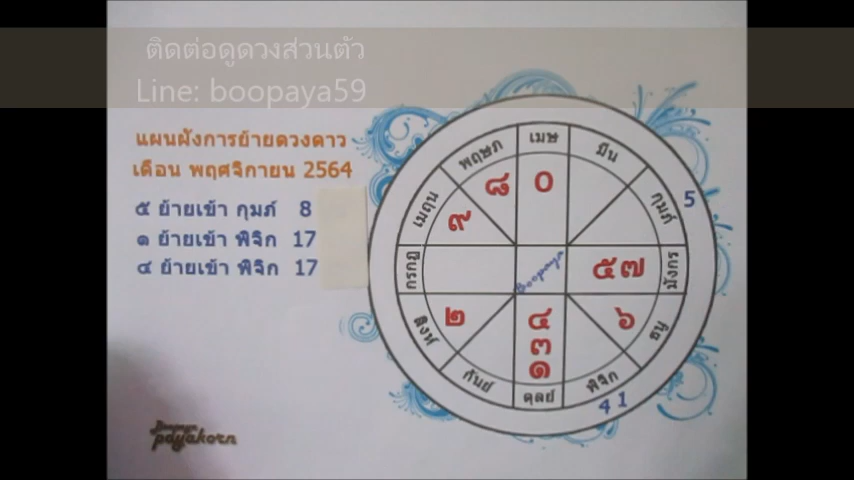 ติดต่อดูดวงส่วนตัว
Line: boopaya59
แผนผังการย้ายดวงดาว
เดือน พฤศจิกายน 2564
๕ ย้ายเข้า กุมภ์ 8
๑ ย้ายเข้า พิจิก 17
๔ ย้ายเข้า พิจิก 17
เมษ
พฤษภ
มีน
เมถุน
๘
0
กุมภ์
5
๙
กรกฎ
Boopaya
๕๗
มังกร
สิงห์
๒
๔
๓
๑
๖
ธนู
กันย์
ตุลย์
พิจิก
4 1
Boopaya
payakorn